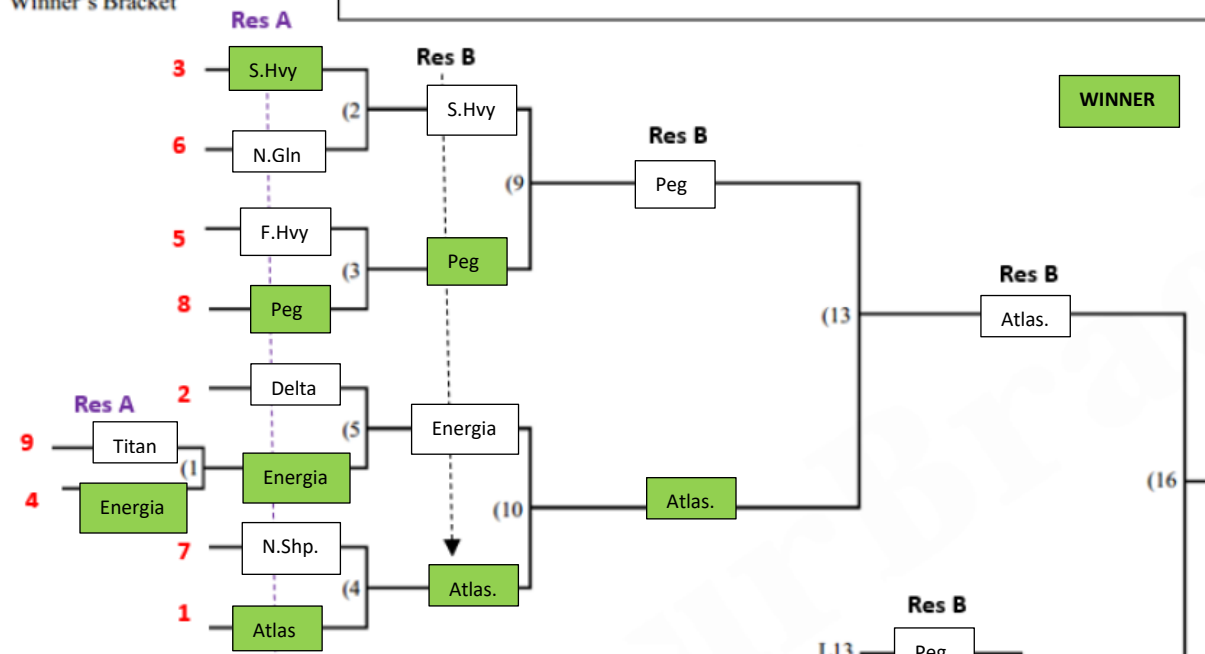 Winner's Bracket
Res A
3
S.Hvy
Res B
WINNER
(2
S.Hvy
6
N.Gln
Res B
(9
Peg
5
F.Hvy
(3
Peg
8
Peg
Res B
(13
Atlas.
2
Delta
Res A
9
Titan
(5
Energia
(1
4
Energia
Energia
(16
Atlas.
(10
7
N.Shp.
(4
Atlas.
1
Atlas
Res B
L13
Peg